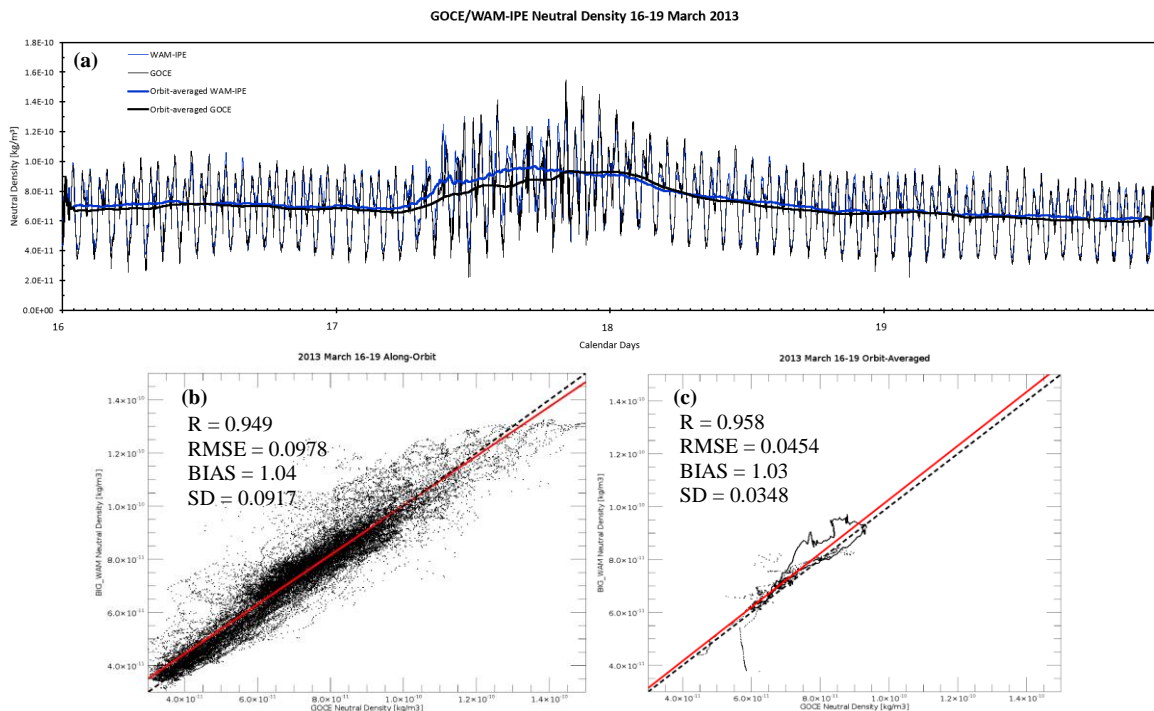 GOCE/WAM-IPE Neutral Density 16-19 March 2013
(a)
WAM-IPE
GOCE
Orbit-averaged WAM-IPE
Orbit-averaged GOCE
Neutral Density [kg/m³]
1.8E-10
1.6E-10
1.4E-10
1.2E-10
1.0E-10
8.0E-11
6.0E-11
4.0E-11
2.0E-11
0.0E+00
16 17 18 19
Calendar Days
2013 March 16-19 Along-Orbit
(b)
R = 0.949
RMSE = 0.0978
BIAS = 1.04
SD = 0.0917
BIG_WAM Neutral Density [kg/m3]
1.4×10⁻¹⁰
1.2×10⁻¹⁰
1.0×10⁻¹⁰
8.0×10⁻¹¹
6.0×10⁻¹¹
4.0×10⁻¹¹
4.0×10⁻¹¹ 6.0×10⁻¹¹ 8.0×10⁻¹¹ 1.0×10⁻¹⁰ 1.2×10⁻¹⁰ 1.4×10⁻¹⁰
GOCE Neutral Density [kg/m3]
2013 March 16-19 Orbit-Averaged
(c)
R = 0.958
RMSE = 0.0454
BIAS = 1.03
SD = 0.0348
BIG_WAM Neutral Density [kg/m3]
1.4×10⁻¹⁰
1.2×10⁻¹⁰
1.0×10⁻¹⁰
8.0×10⁻¹¹
6.0×10⁻¹¹
4.0×10⁻¹¹
4.0×10⁻¹¹ 6.0×10⁻¹¹ 8.0×10⁻¹¹ 1.0×10⁻¹⁰ 1.2×10⁻¹⁰ 1.4×10⁻¹⁰
GOCE Neutral Density [kg/m3]